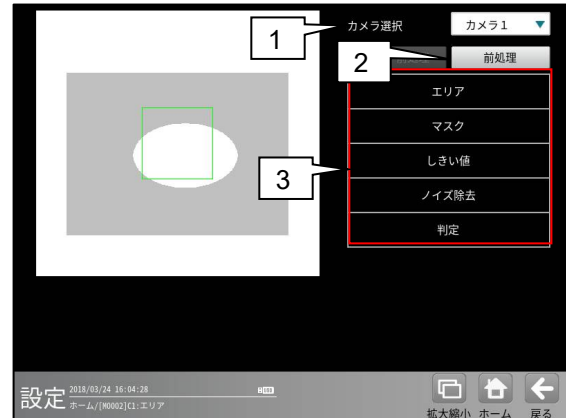 1
カメラ選択
カメラ1
2
前処理
エリア
マスク
しきい値
3
ノイズ除去
判定
設定
2018/03/24 16:04:28
ホーム/[M0002]C1:エリア
拡大縮小
ホーム
戻る